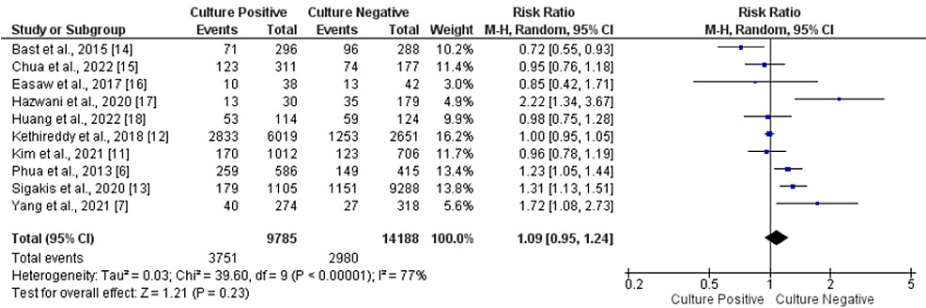 Culture Positive Culture Negative Risk Ratio Risk Ratio
Study or Subgroup Events Total Events Total Weight M-H, Random, 95% CI M-H, Random, 95% CI
Bast et al., 2015 [14] 71 296 96 288 10.2% 0.72 [0.55, 0.93]
Chua et al., 2022 [15] 123 311 74 177 11.6% 0.95 [0.76, 1.18]
Easaw et al., 2017 [16] 10 38 13 42 3.0% 0.85 [0.42, 1.71]
Hazwani et al., 2020 [17] 13 30 35 179 4.9% 2.22 [1.34, 3.67]
Huang et al., 2022 [18] 53 114 59 124 9.9% 0.98 [0.75, 1.28]
Kethireddy et al., 2018 [12] 2833 6019 1253 2651 16.2% 1.00 [0.95, 1.05]
Kim et al., 2021 [11] 170 1012 123 706 11.7% 0.96 [0.78, 1.19]
Phua et al., 2013 [6] 259 586 149 415 13.4% 1.23 [1.05, 1.44]
Sigakis et al., 2020 [13] 179 1105 1151 9288 13.8% 1.31 [1.13, 1.51]
Yang et al., 2021 [7] 40 274 27 318 5.6% 1.72 [1.08, 2.73]
Total (95% CI) 9785 14188 100.0% 1.09 [0.95, 1.24]
Total events 3751 2980
Heterogeneity: Tau² = 0.03; Chi² = 39.60, df = 9 (P < 0.00001); I² = 77%
Test for overall effect: Z = 1.21 (P = 0.23)
0.2 0.5 1 2 5
Culture Positive Culture Negative